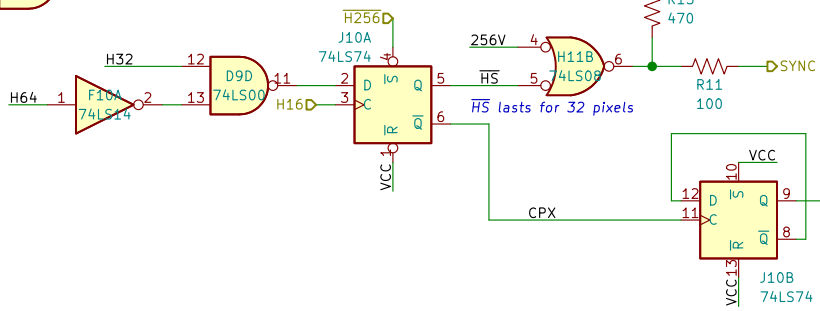 R13
470
H256
J10A
74LS74
H32
12
D9D
74LS00
11
13
H64
1
F10A
74LS14
2
4
S
2
D
Q
5
H16
3
C
6
Q
R
1
VCC
HS
256V
4
5
H11B
74LS08
6
HS lasts for 32 pixels
R11
100
SYNC
CPX
VCC
10
S
12
D
Q
9
11
C
Q
8
R
13
VCC
J10B
74LS74